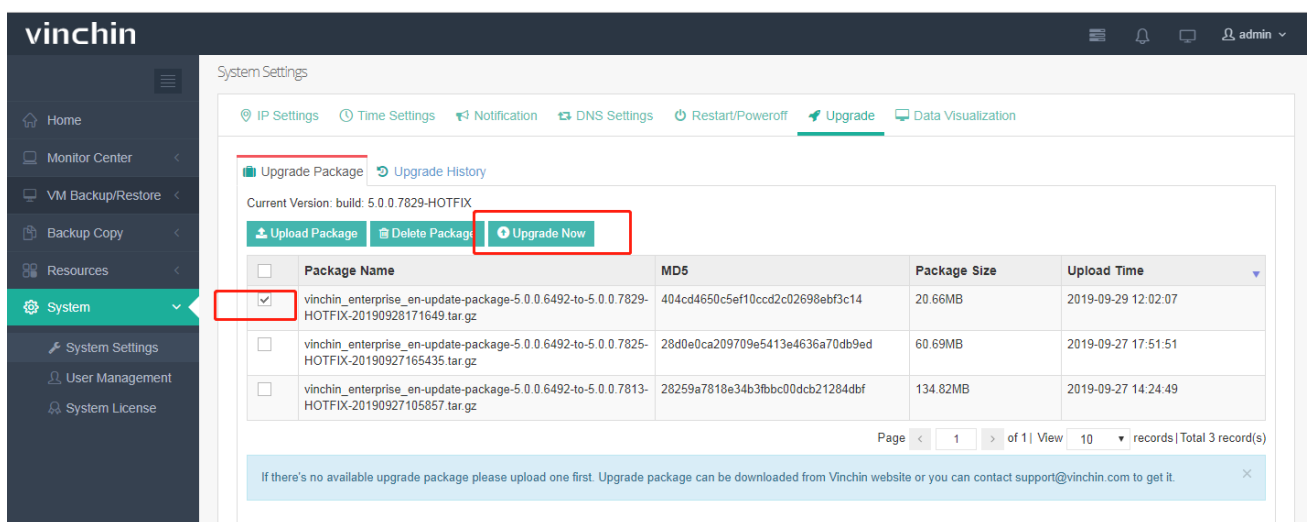 vinchin
admin
System Settings
IP Settings Time Settings Notification DNS Settings Restart/Poweroff Upgrade Data Visualization
Home
Monitor Center
VM Backup/Restore
Backup Copy
Resources
System
System Settings
User Management
System License
Upgrade Package Upgrade History
Current Version: build: 5.0.0.7829-HOTFIX
Upload Package Delete Package Upgrade Now
Package Name MD5 Package Size Upload Time
vinchin_enterprise_en-update-package-5.0.0.6492-to-5.0.0.7829- 404cd4650c5ef10ccd2c02698ebf3c14 20.66MB 2019-09-29 12:02:07
HOTFIX-20190928171649.tar.gz
vinchin_enterprise_en-update-package-5.0.0.6492-to-5.0.0.7825- 28d0e0ca209709e5413e4636a70db9ed 60.69MB 2019-09-27 17:51:51
HOTFIX-20190927165435.tar.gz
vinchin_enterprise_en-update-package-5.0.0.6492-to-5.0.0.7813- 28259a7818e34b3fbbc00dcb21284dbf 134.82MB 2019-09-27 14:24:49
HOTFIX-20190927105857.tar.gz
Page < 1 > of 1 | View 10 records | Total 3 record(s)
If there's no available upgrade package please upload one first. Upgrade package can be downloaded from Vinchin website or you can contact support@vinchin.com to get it.